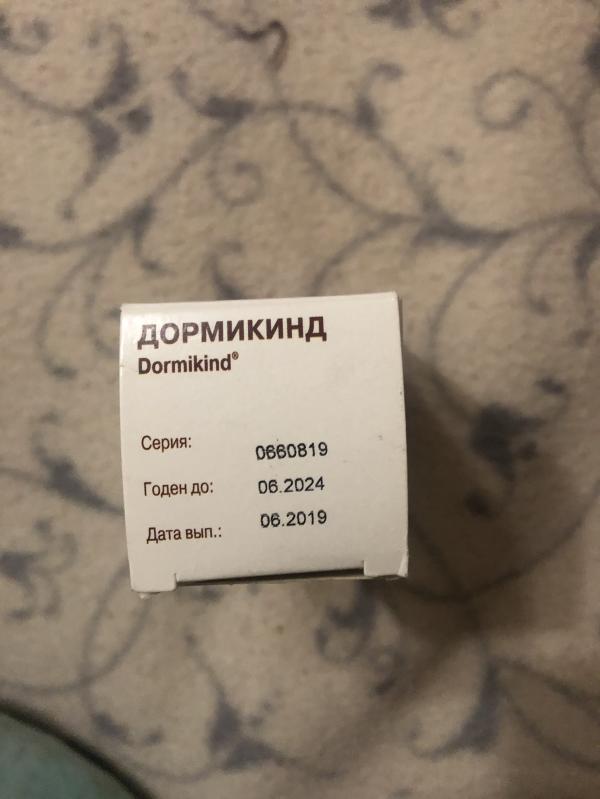 ДОРМИКИНД
Dormikind®
Серия: 0660819
Годен до: 06.2024
Дата вып.: 06.2019